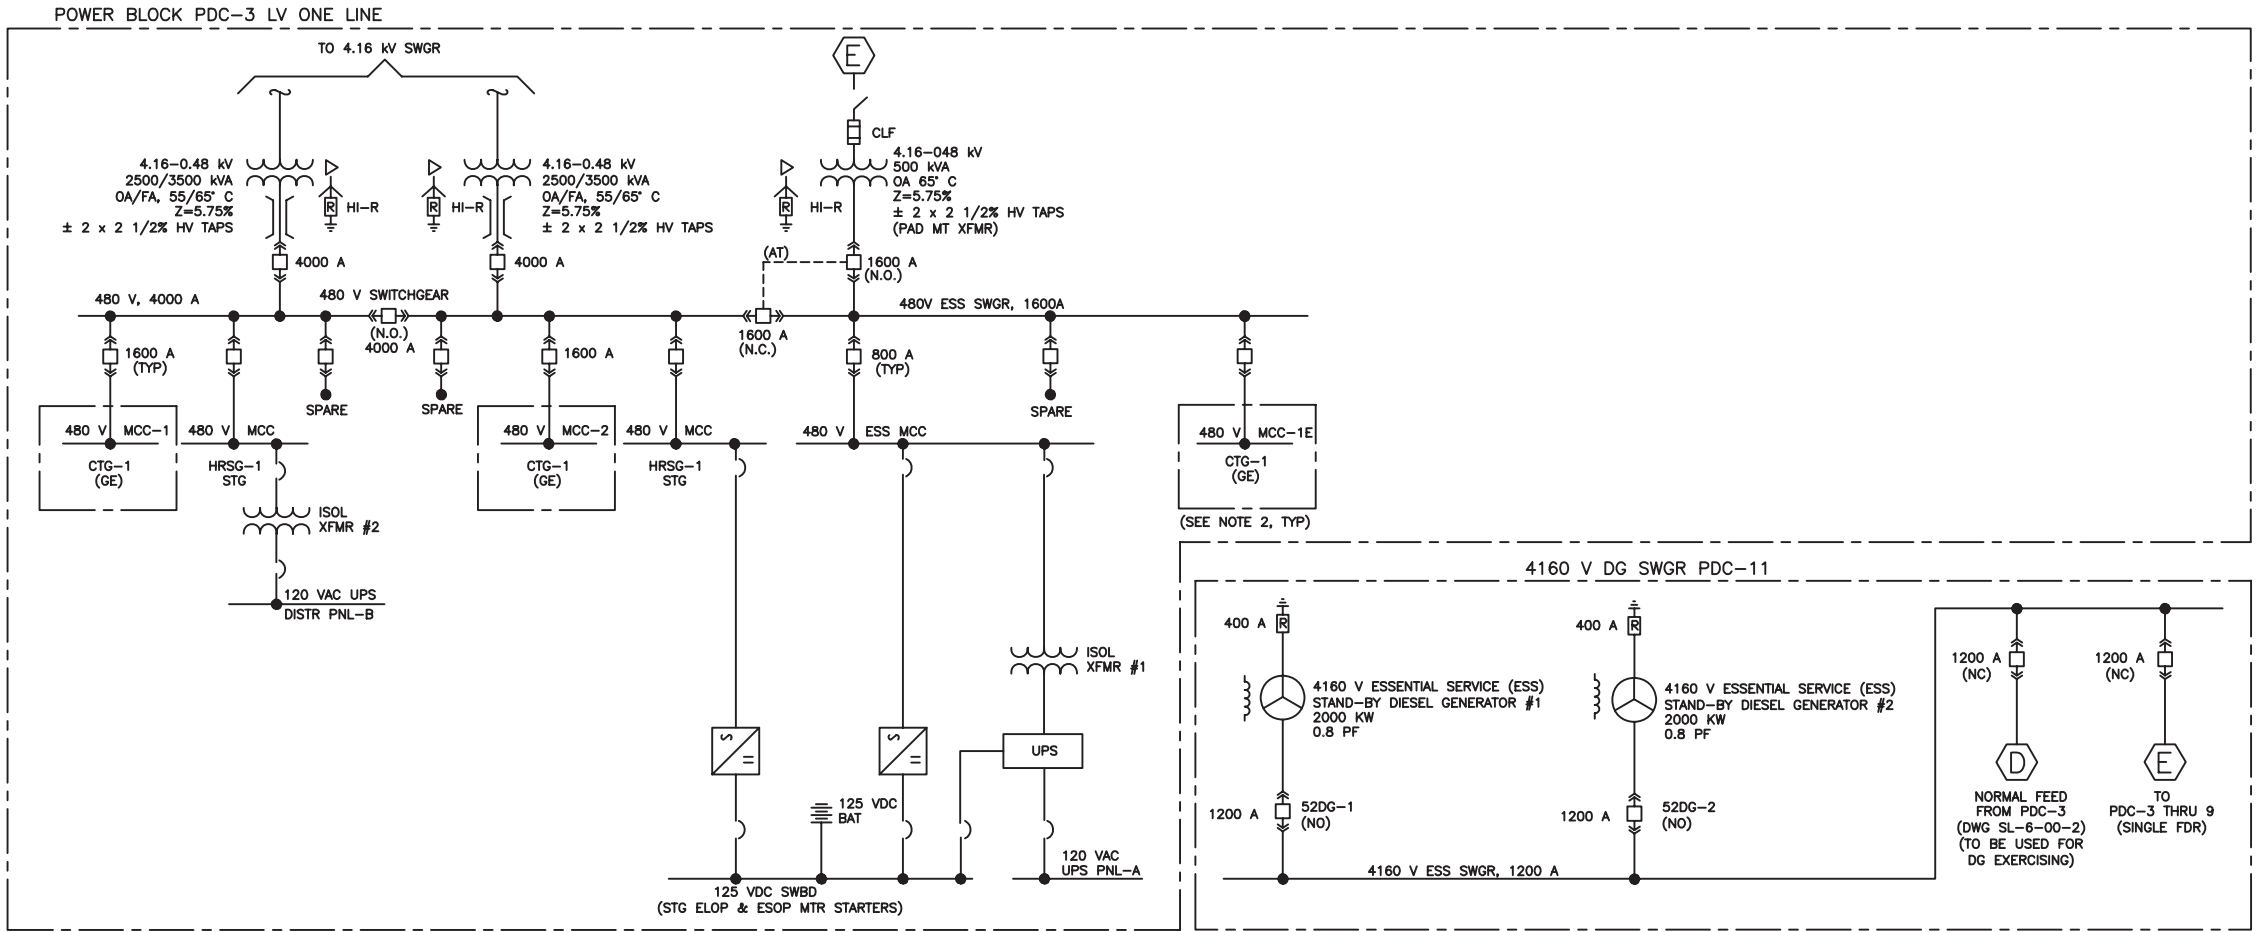 POWER BLOCK PDC-3 LV ONE LINE
TO 4.16 kV SWGR
E
CLF
4.16-0.48 kV
2500/3500 kVA
OA/FA, 55/65° C
Z=5.75%
± 2 x 2 1/2% HV TAPS
R
HI-R
R
HI-R
4.16-0.48 kV
2500/3500 kVA
OA/FA, 55/65° C
Z=5.75%
± 2 x 2 1/2% HV TAPS
R
HI-R
4.16-048 kV
500 kVA
OA 65° C
Z=5.75%
± 2 x 2 1/2% HV TAPS
(PAD MT XFMR)
4000 A
4000 A
(AT)
1600 A
(N.O.)
480 V, 4000 A
480 V SWITCHGEAR
480V ESS SWGR, 1600A
1600 A
(TYP)
(N.O.)
4000 A
1600 A
1600 A
(N.C.)
800 A
(TYP)
SPARE
SPARE
SPARE
480 V MCC-1
CTG-1
(GE)
480 V MCC
HRSG-1
STG
480 V MCC-2
CTG-1
(GE)
480 V MCC
HRSG-1
STG
480 V ESS MCC
480 V MCC-1E
CTG-1
(GE)
(SEE NOTE 2, TYP)
ISOL
XFMR #2
120 VAC UPS
DISTR PNL-B
ISOL
XFMR #1
UPS
125 VDC
BAT
120 VAC
UPS PNL-A
125 VDC SWBD
(STG ELOP & ESOP MTR STARTERS)
4160 V DG SWGR PDC-11
400 A
R
4160 V ESSENTIAL SERVICE (ESS)
STAND-BY DIESEL GENERATOR #1
2000 KW
0.8 PF
1200 A
52DG-1
(NO)
400 A
R
4160 V ESSENTIAL SERVICE (ESS)
STAND-BY DIESEL GENERATOR #2
2000 KW
0.8 PF
1200 A
52DG-2
(NO)
4160 V ESS SWGR, 1200 A
1200 A
(NC)
D
NORMAL FEED
FROM PDC-3
(DWG SL-6-00-2)
(TO BE USED FOR
DG EXERCISING)
1200 A
(NC)
E
TO
PDC-3 THRU 9
(SINGLE FDR)